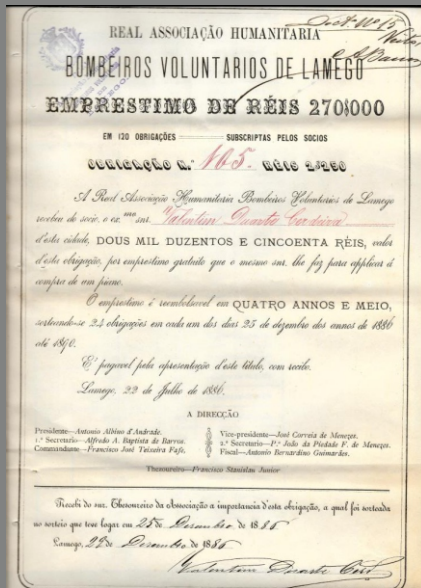 Dist. Nº 15
REAL ASSOCIAÇÃO HUMANITARIA
BOMBEIROS VOLUNTARIOS DE LAMEGO
EMPRESTIMO DE RÉIS 270$000
EM 120 OBRIGAÇÕES SUBSCRIPTAS PELOS SOCIOS
OBRIGAÇÃO N.º 105 RÉIS 2$250
A Real Associação Humanitaria Bombeiros Voluntarios de Lamego
recebeu do socio, o ex.mo snr. Valentim Duarte Cardeira
d'esta cidade, DOUS MIL DUZENTOS E CINCOENTA RÉIS, valor
d'esta obrigação, por emprestimo gratuito que o mesmo snr. lhe fez para applicar á
compra de um piano.
O emprestimo é reembolsavel em QUATRO ANNOS E MEIO,
sorteando-se 24 obrigações em cada um dos dias 25 de dezembro dos annos de 1886
até 1890.
E' pagavel pela apresentação d'este titulo, com recibo.
Lamego, 22 de Julho de 1886.
A DIRECÇÃO
Presidente—Antonio Albino d'Andrade.
1.º Secretario—Alfredo A. Baptista de Barros.
Commandante—Francisco José Teixeira Fafe.
Vice-presidente—José Correia de Menezes.
2.º Secretario—P.e João da Piedade F. de Menezes.
Fiscal—Antonio Bernardino Guimarães.
Thesoureiro—Francisco Stanislau Junior
Recebi do snr. Thesoureiro da Associação a importancia d'esta obrigação, a qual foi sorteada
no sorteio que teve logar em 25 de Dezembro de 1886
Lamego, 29 de Dezembro de 1886
Valentim Duarte